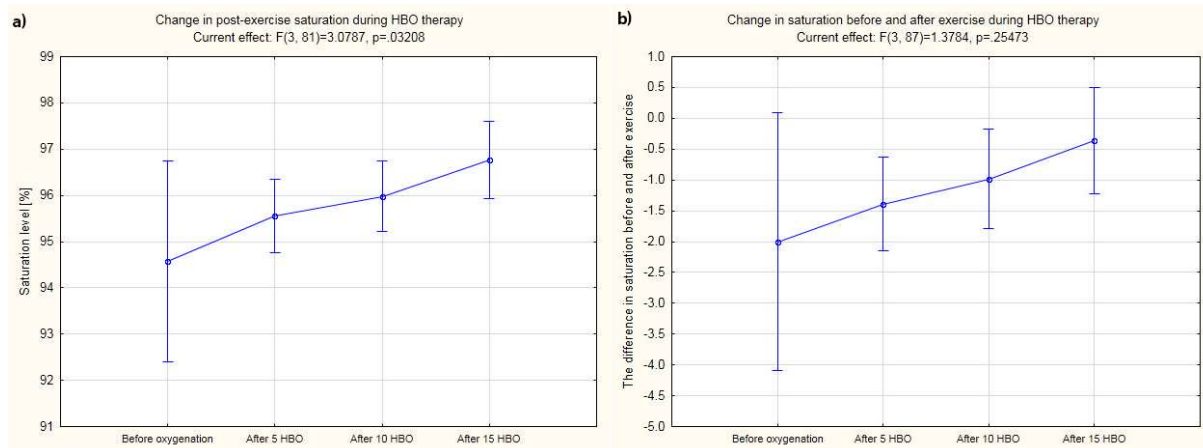 a)
Change in post-exercise saturation during HBO therapy
Current effect: F(3, 81)=3.0787, p=.03208
Saturation level [%]
99
98
97
96
95
94
93
92
91
Before oxygenation
After 5 HBO
After 10 HBO
After 15 HBO
b)
Change in saturation before and after exercise during HBO therapy
Current effect: F(3, 87)=1.3784, p=.25473
The difference in saturation before and after exercise
1.0
0.5
0.0
-0.5
-1.0
-1.5
-2.0
-2.5
-3.0
-3.5
-4.0
-4.5
-5.0
Before oxygenation
After 5 HBO
After 10 HBO
After 15 HBO